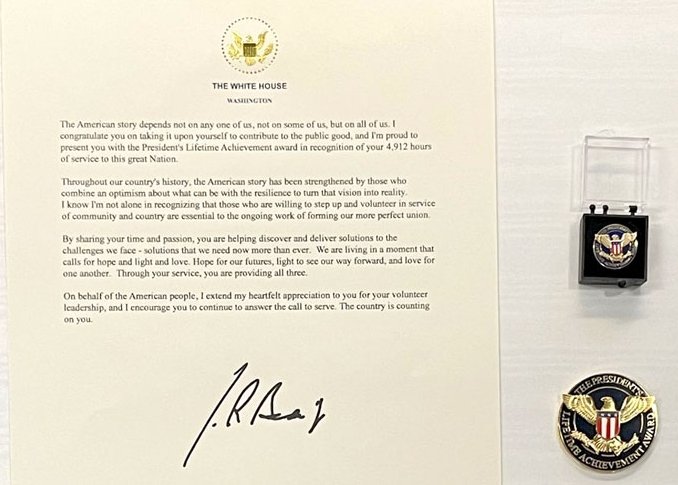 THE WHITE HOUSE
WASHINGTON
The American story depends not on any one of us, not on some of us, but on all of us. I
congratulate you on taking it upon yourself to contribute to the public good, and I'm proud to
present you with the President's Lifetime Achievement award in recognition of your 4,912 hours
of service to this great Nation.
Throughout our country's history, the American story has been strengthened by those who
combine an optimism about what can be with the resilience to turn that vision into reality.
I know I'm not alone in recognizing that those who are willing to step up and volunteer in service
of community and country are essential to the ongoing work of forming our more perfect union.
By sharing your time and passion, you are helping discover and deliver solutions to the
challenges we face - solutions that we need now more than ever. We are living in a moment that
calls for hope and light and love. Hope for our futures, light to see our way forward, and love for
one another. Through your service, you are providing all three.
On behalf of the American people, I extend my heartfelt appreciation to you for your volunteer
leadership, and I encourage you to continue to answer the call to serve. The country is counting
on you.
THE PRESIDENT'S
LIFETIME ACHIEVEMENT AWARD